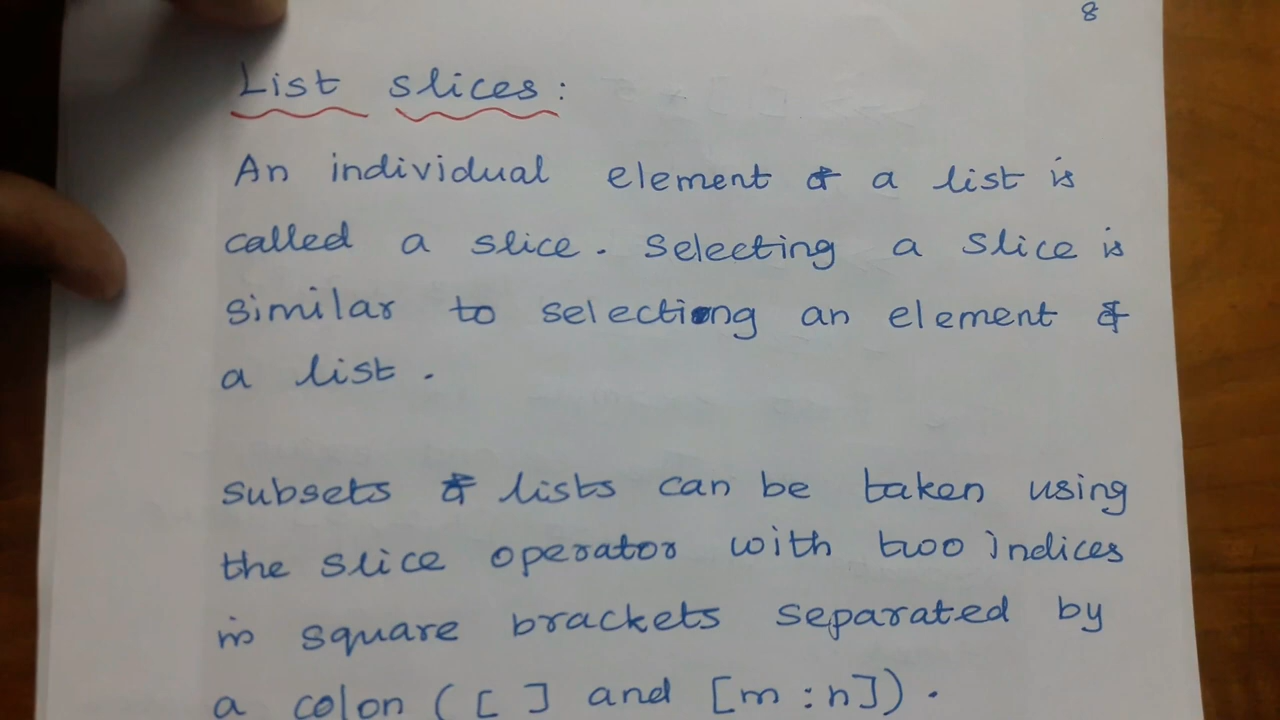 8
List slices:
An individual element of a list is
called a slice. Selecting a slice is
similar to selecting an element of
a list.
subsets of lists can be taken using
the slice operator with two indices
in square brackets separated by
a colon ([ ] and [m:n]).